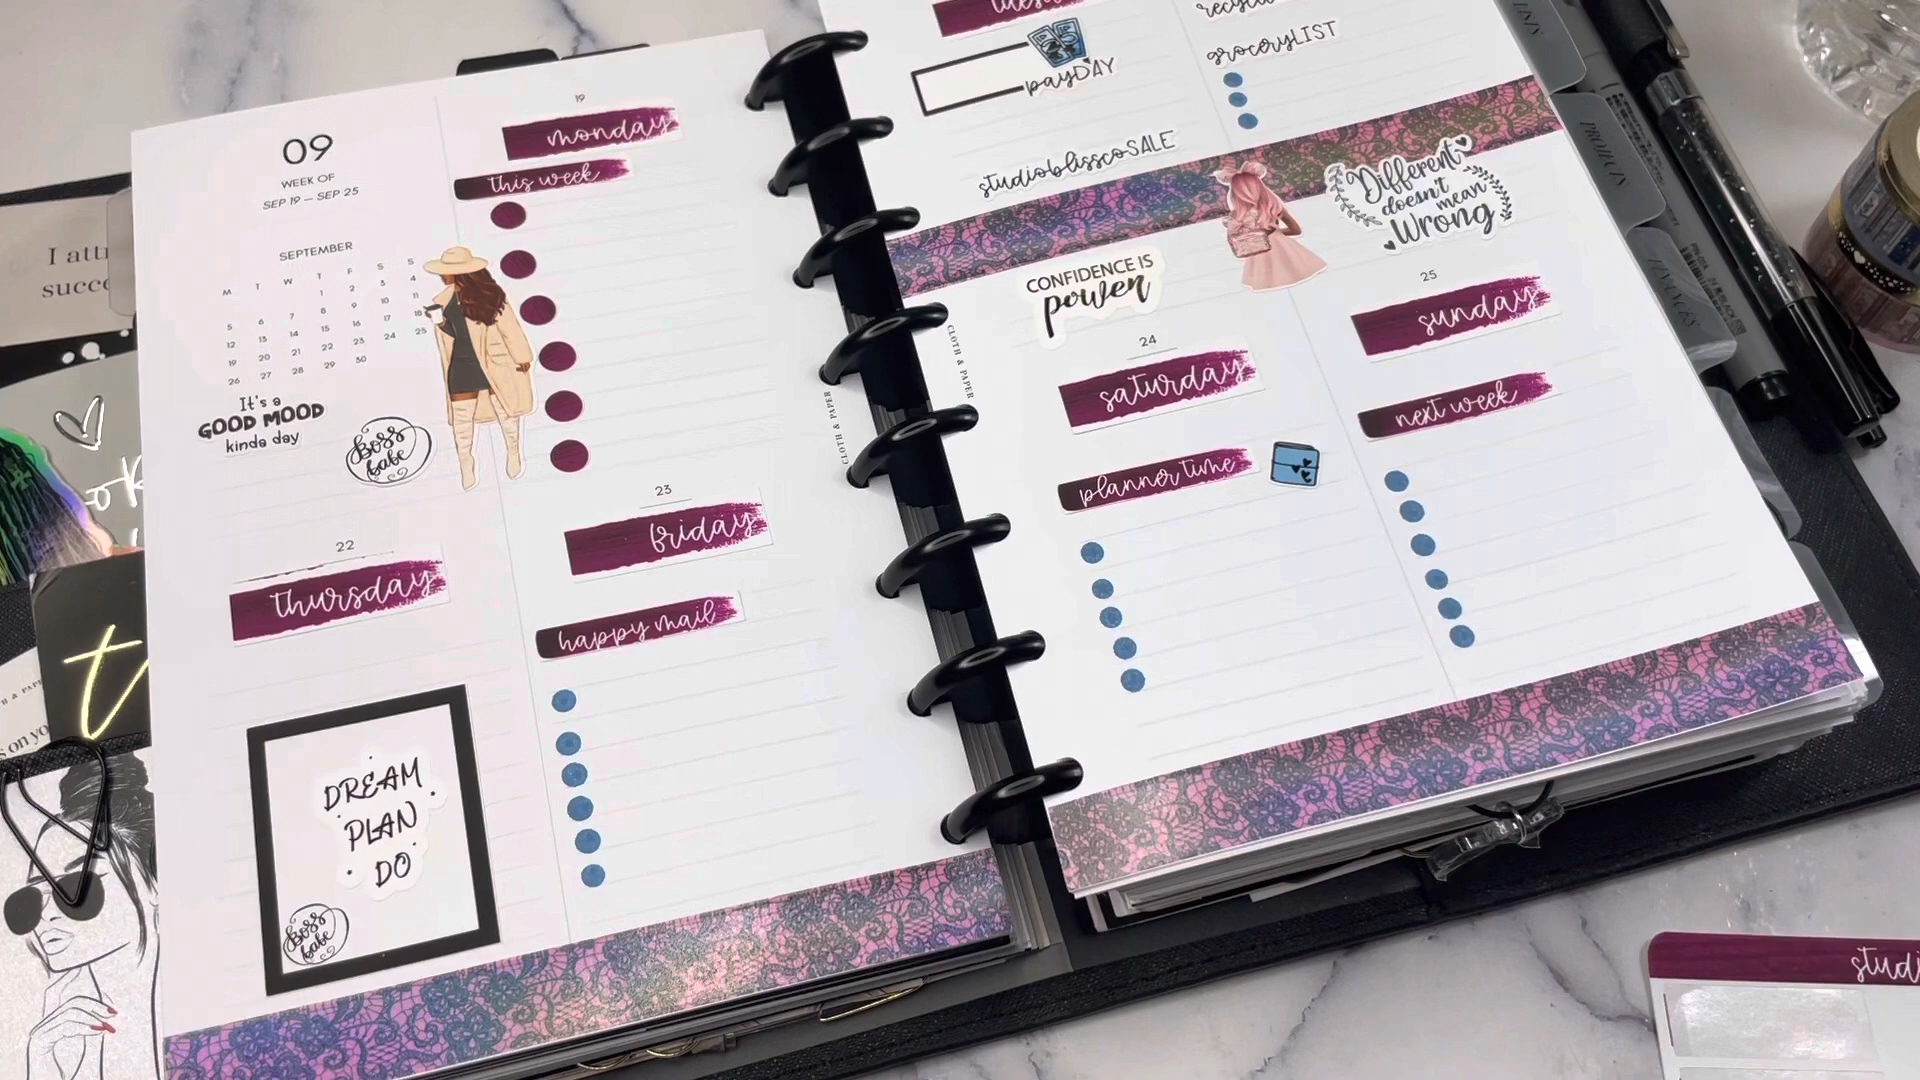 09
WEEK OF
SEP 19 – SEP 25
SEPTEMBER
M T W T F S S
1 2 3 4
5 6 7 8 9 10 11
12 13 14 15 16 17 18
19 20 21 22 23 24 25
26 27 28 29 30
It's a
GOOD MOOD
kinda day
Boss
babe
19
monday
this week
22
thursday
DREAM
PLAN
DO
Boss
babe
23
friday
happy mail
CLOTH & PAPER
CLOTH & PAPER
payDAY
studioblisscoSALE
groceryLIST
CONFIDENCE IS
power
Different
doesn't
mean
Wrong
24
saturday
planner time
25
sunday
next week
LISTS
PROJECTS
FINANCES
I